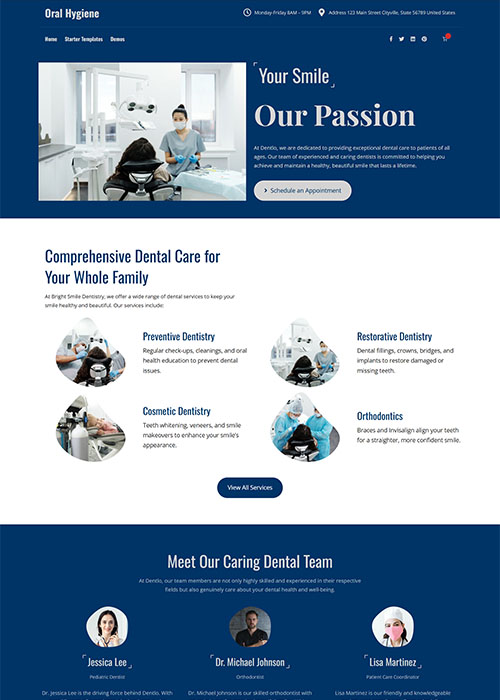 Oral Hygiene
Monday-Friday 8AM - 9PM
Address 123 Main Street Cityville, State 56789 United States
Home Starter Templates Demos
Your Smile
Our Passion
At Dentlo, we are dedicated to providing exceptional dental care to patients of all
ages. Our team of experienced and caring dentists is committed to helping you
achieve and maintain a healthy, beautiful smile that lasts a lifetime.
Schedule an Appointment
Comprehensive Dental Care for
Your Whole Family
At Bright Smile Dentistry, we offer a wide range of dental services to keep your
smile healthy and beautiful. Our services include:
Preventive Dentistry
Regular check-ups, cleanings, and oral
health education to prevent dental
issues.
Restorative Dentistry
Dental fillings, crowns, bridges, and
implants to restore damaged or
missing teeth.
Cosmetic Dentistry
Teeth whitening, veneers, and smile
makeovers to enhance your smile's
appearance.
Orthodontics
Braces and Invisalign align your teeth
for a straighter, more confident smile.
View All Services
Meet Our Caring Dental Team
At Dentlo, our team members are not only highly skilled and experienced in their respective
fields but also genuinely care about your dental health and well-being.
Jessica Lee
Pediatric Dentist
Dr. Jessica Lee is the driving force behind Dentlo. With
Dr. Michael Johnson
Orthodontist
Dr. Michael Johnson is our skilled orthodontist with
Lisa Martinez
Patient Care Coordinator
Lisa Martinez is our friendly and knowledgeable